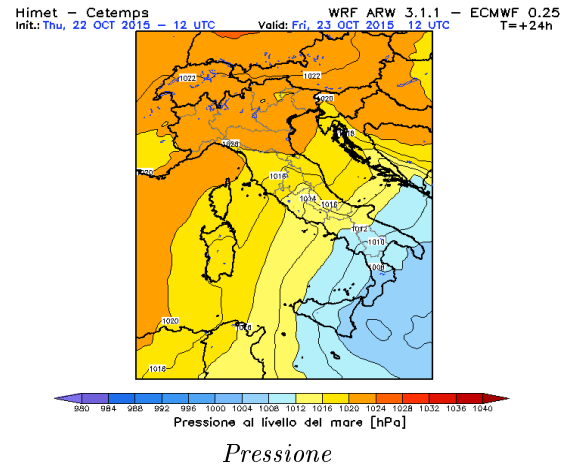 Himet - Cetemps WRF ARW 3.1.1 - ECMWF 0.25
Init.: Thu, 22 OCT 2015 - 12 UTC Valid: Fri, 23 OCT 2015 12 UTC T=+24h
1022 1022
1020
1018
1020
1020
1016
1014 1016
1012
1010
1008
1020
1018
980 984 988 992 996 1000 1004 1008 1012 1016 1020 1024 1028 1032 1036 1040
Pressione al livello del mare [hPa]
Pressione